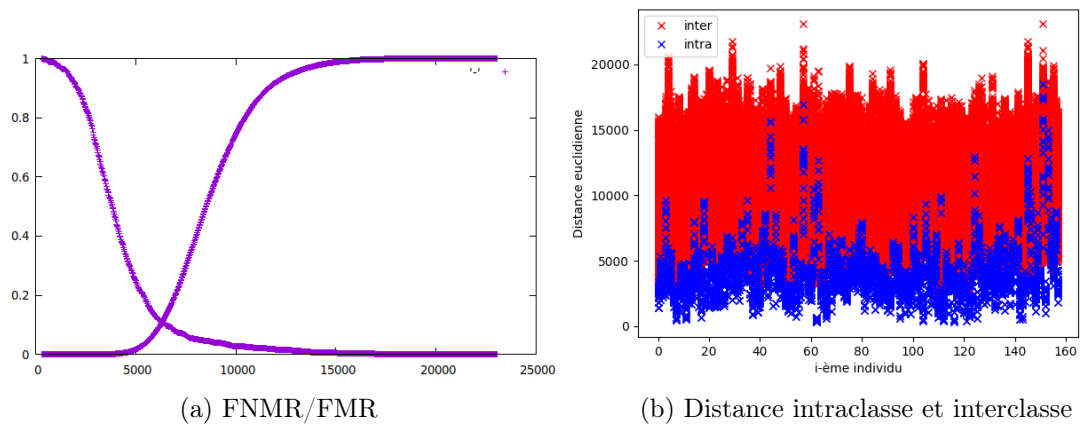 1
0.8
0.6
0.4
0.2
0
0 5000 10000 15000 20000 25000
'-'
(a) FNMR/FMR
inter
intra
Distance euclidienne
20000
15000
10000
5000
0
0 20 40 60 80 100 120 140 160
i-ème individu
(b) Distance intraclasse et interclasse